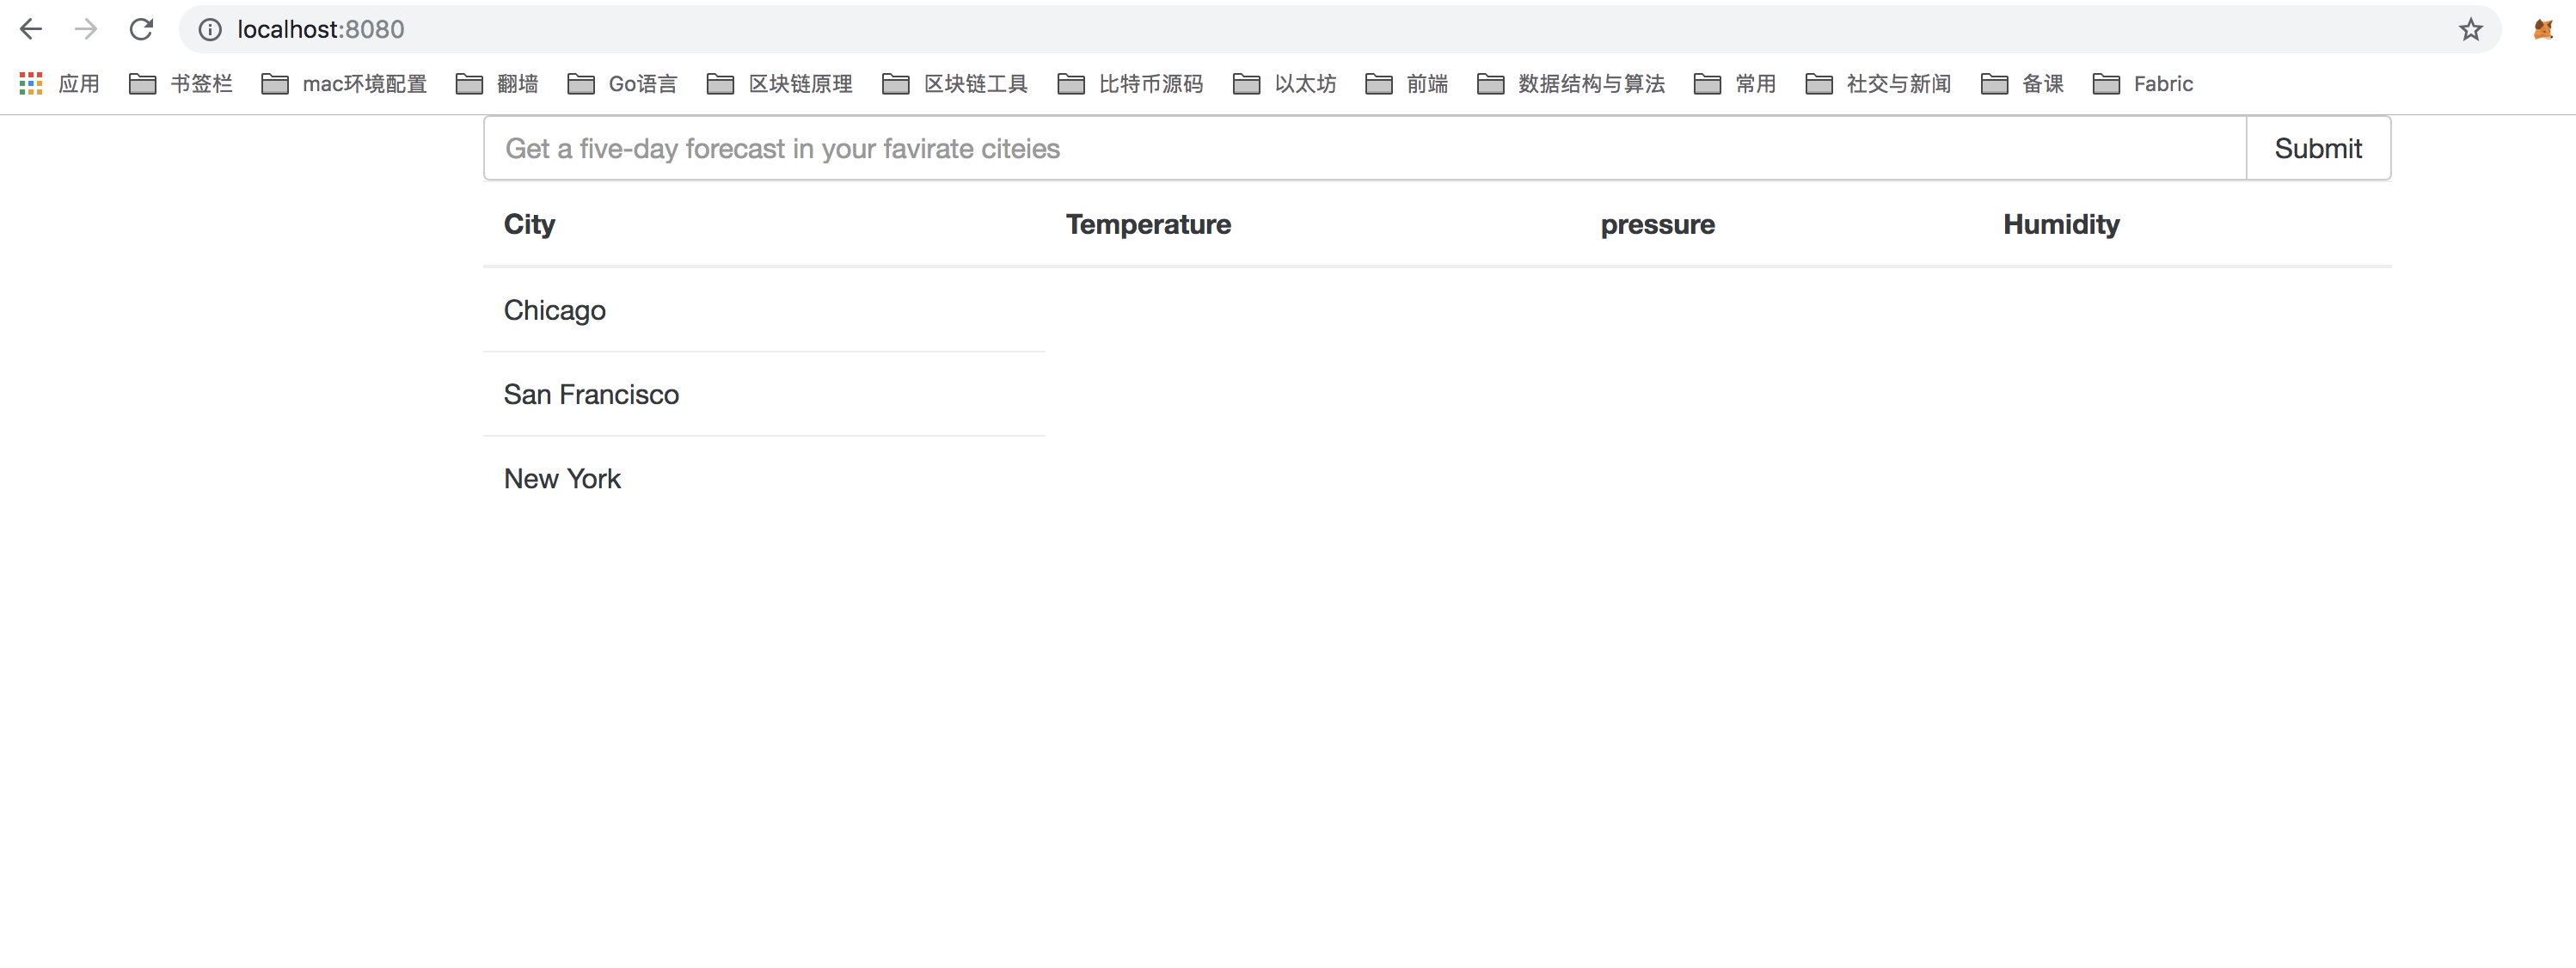 localhost:8080
应用 书签栏 mac环境配置 翻墙 Go语言 区块链原理 区块链工具 比特币源码 以太坊 前端 数据结构与算法 常用 社交与新闻 备课 Fabric
Get a five-day forecast in your favirate citeies Submit
City Temperature pressure Humidity
Chicago
San Francisco
New York